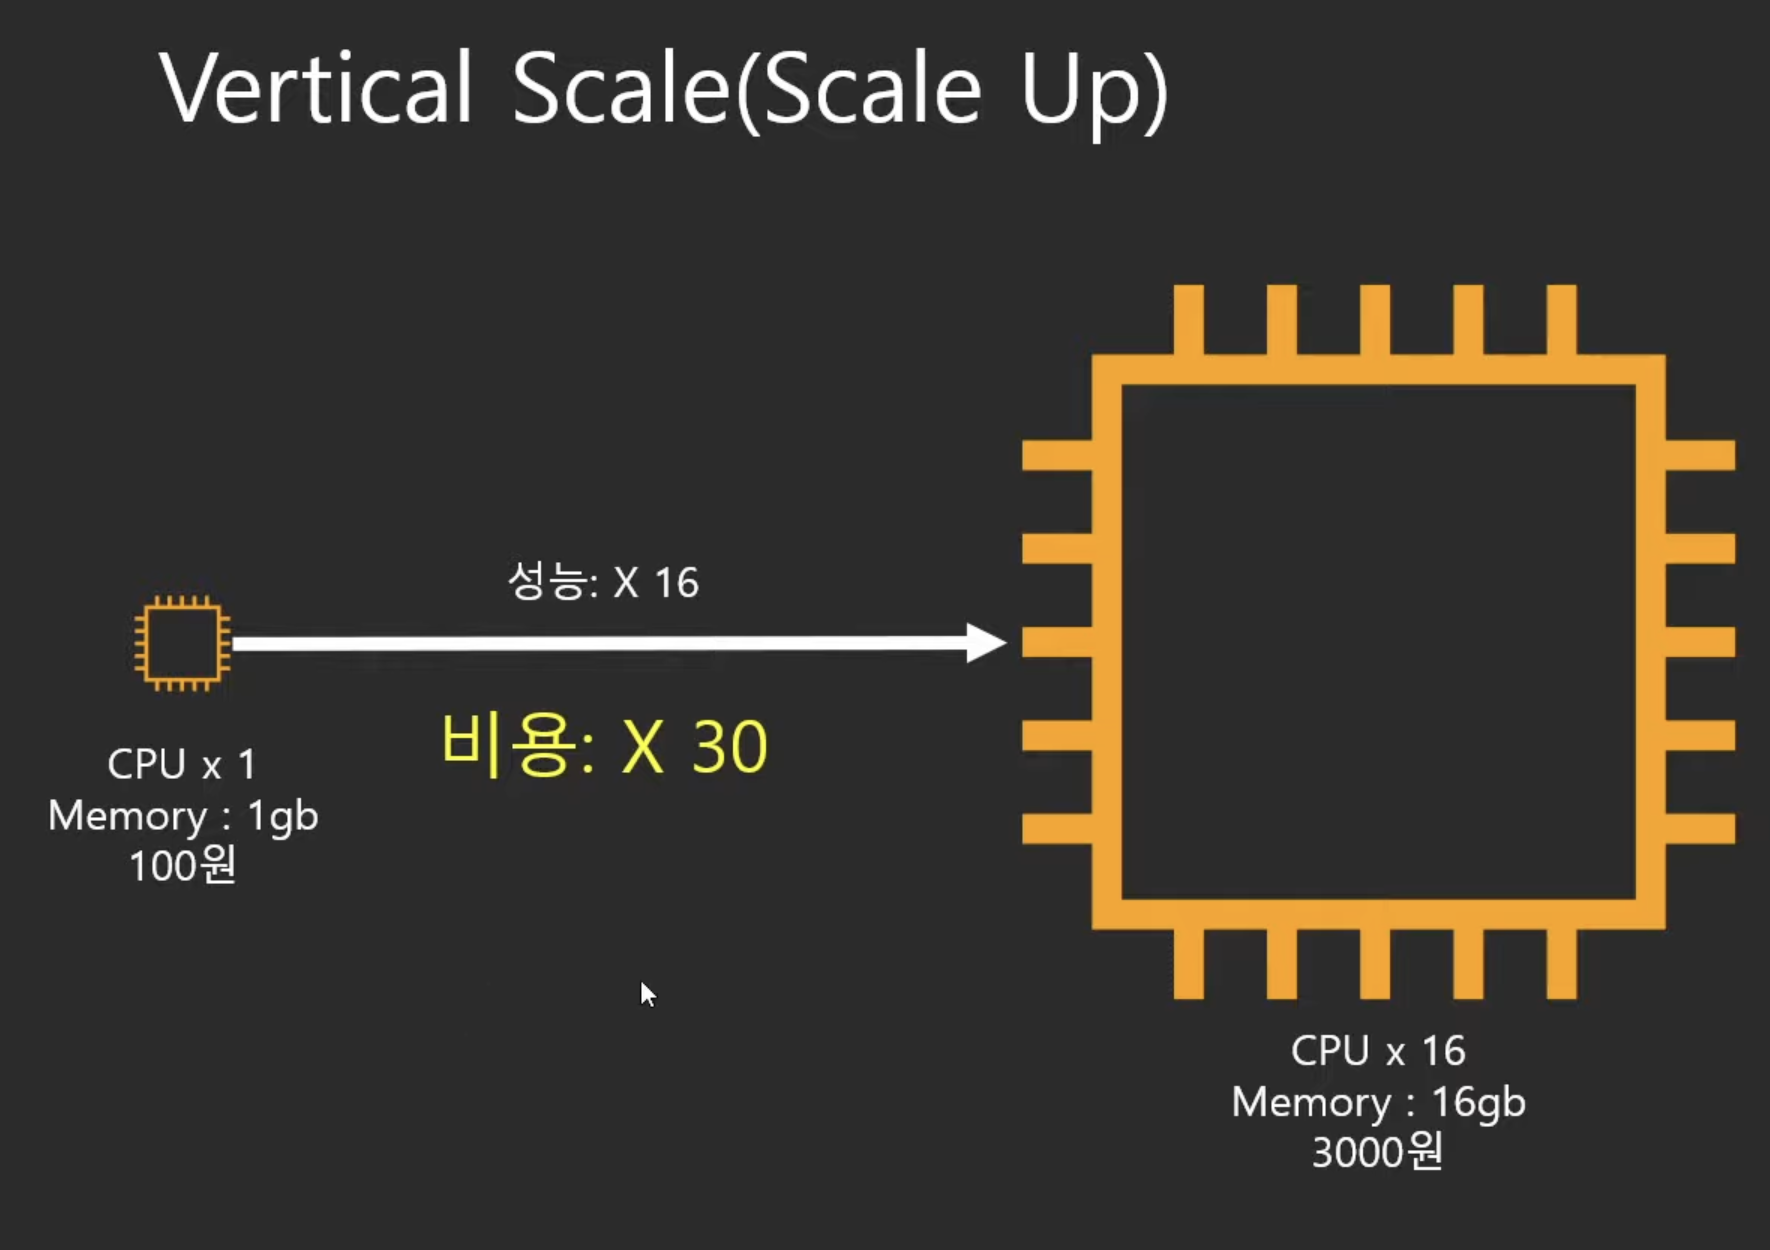 Vertical Scale(Scale Up)
성능: X 16
비용: X 30
CPU x 1
Memory : 1gb
100원
CPU x 16
Memory : 16gb
3000원